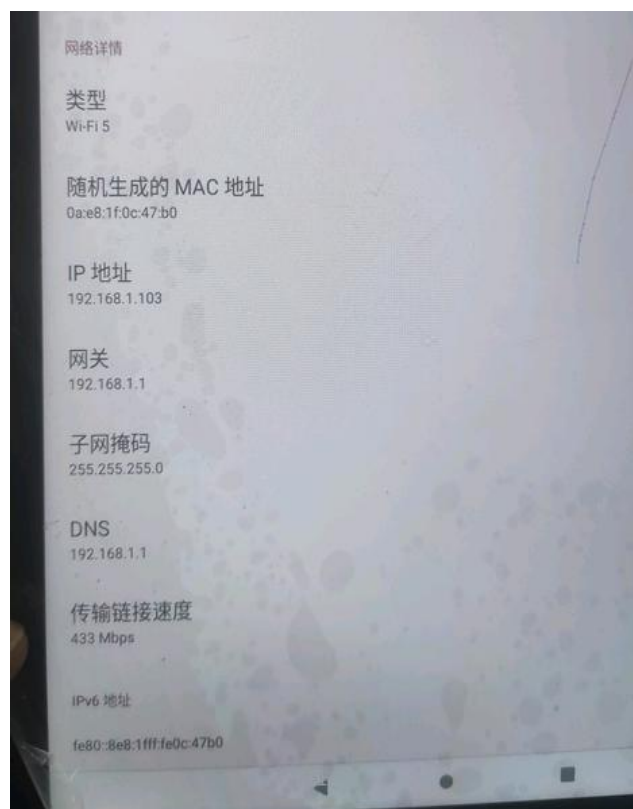 网络详情
类型
Wi-Fi 5
随机生成的 MAC 地址
0a:e8:1f:0c:47:b0
IP 地址
192.168.1.103
网关
192.168.1.1
子网掩码
255.255.255.0
DNS
192.168.1.1
传输链接速度
433 Mbps
IPv6 地址
fe80::8e8:1fff:fe0c:47b0